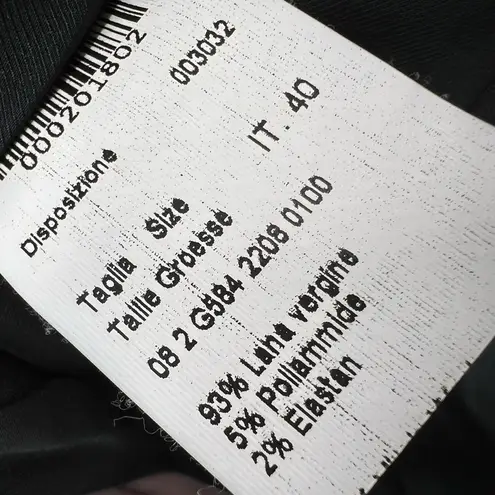 000201802
Disposizione 003032
Taglia Size IT. 40
Taille Groesse
08 2 G584 2208 0100
93% Lana vergine
5% Poliammide
2% Elastan